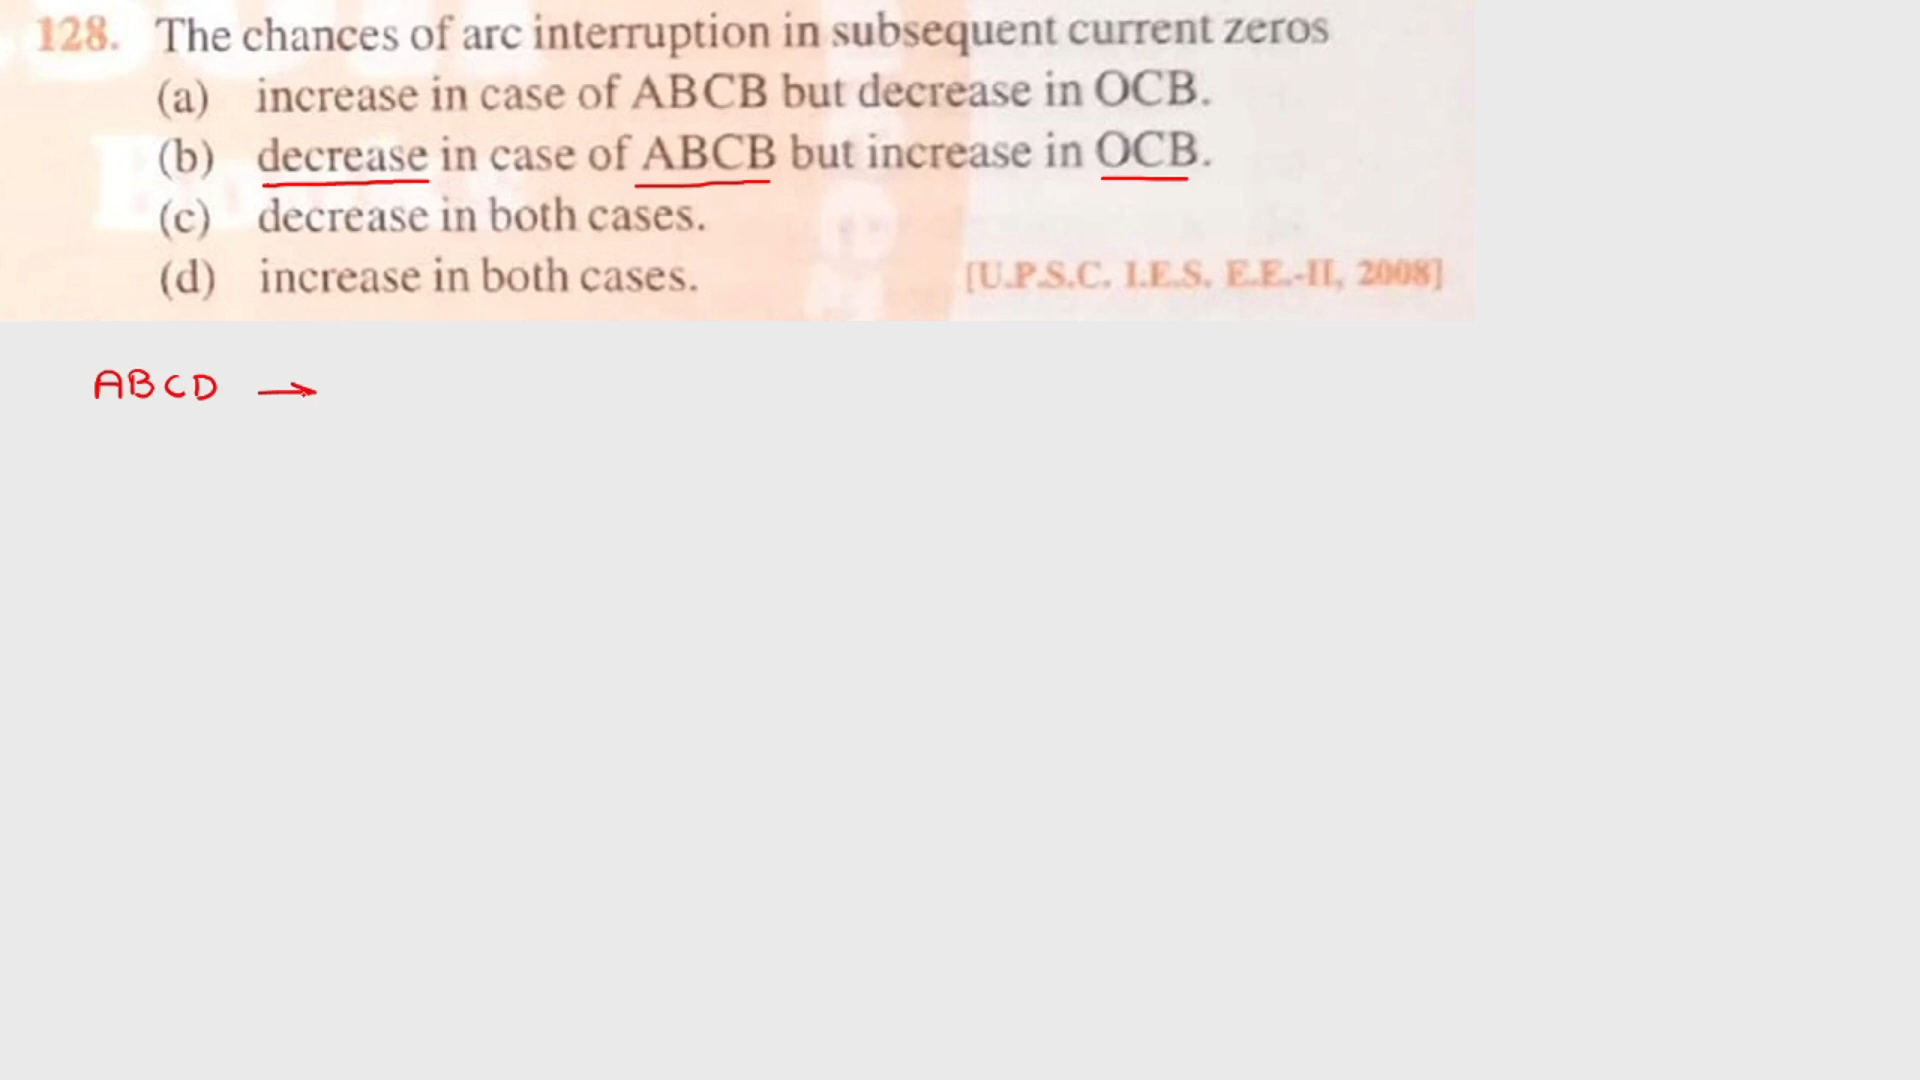 128. The chances of arc interruption in subsequent current zeros
(a) increase in case of ABCB but decrease in OCB.
(b) decrease in case of ABCB but increase in OCB.
(c) decrease in both cases.
(d) increase in both cases. [U.P.S.C. I.E.S. E.E.-II, 2008]
ABCD →